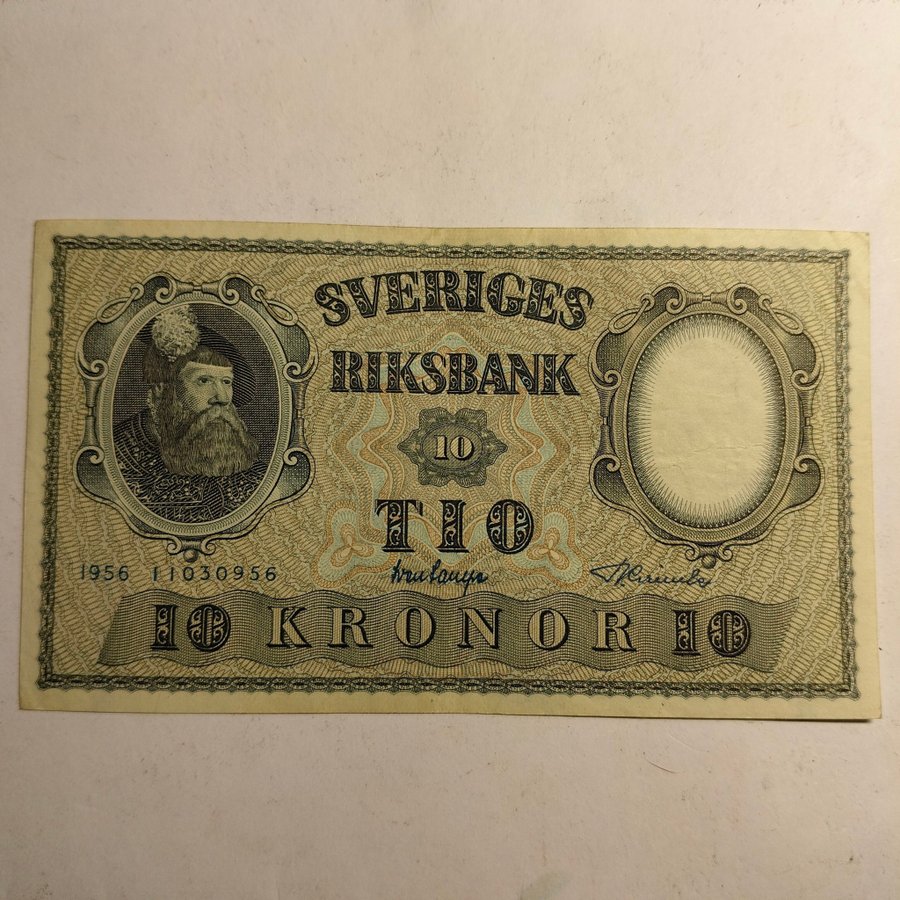 SVERIGES
RIKSBANK
10
TIO
1956 11030956
10 KRONOR 10